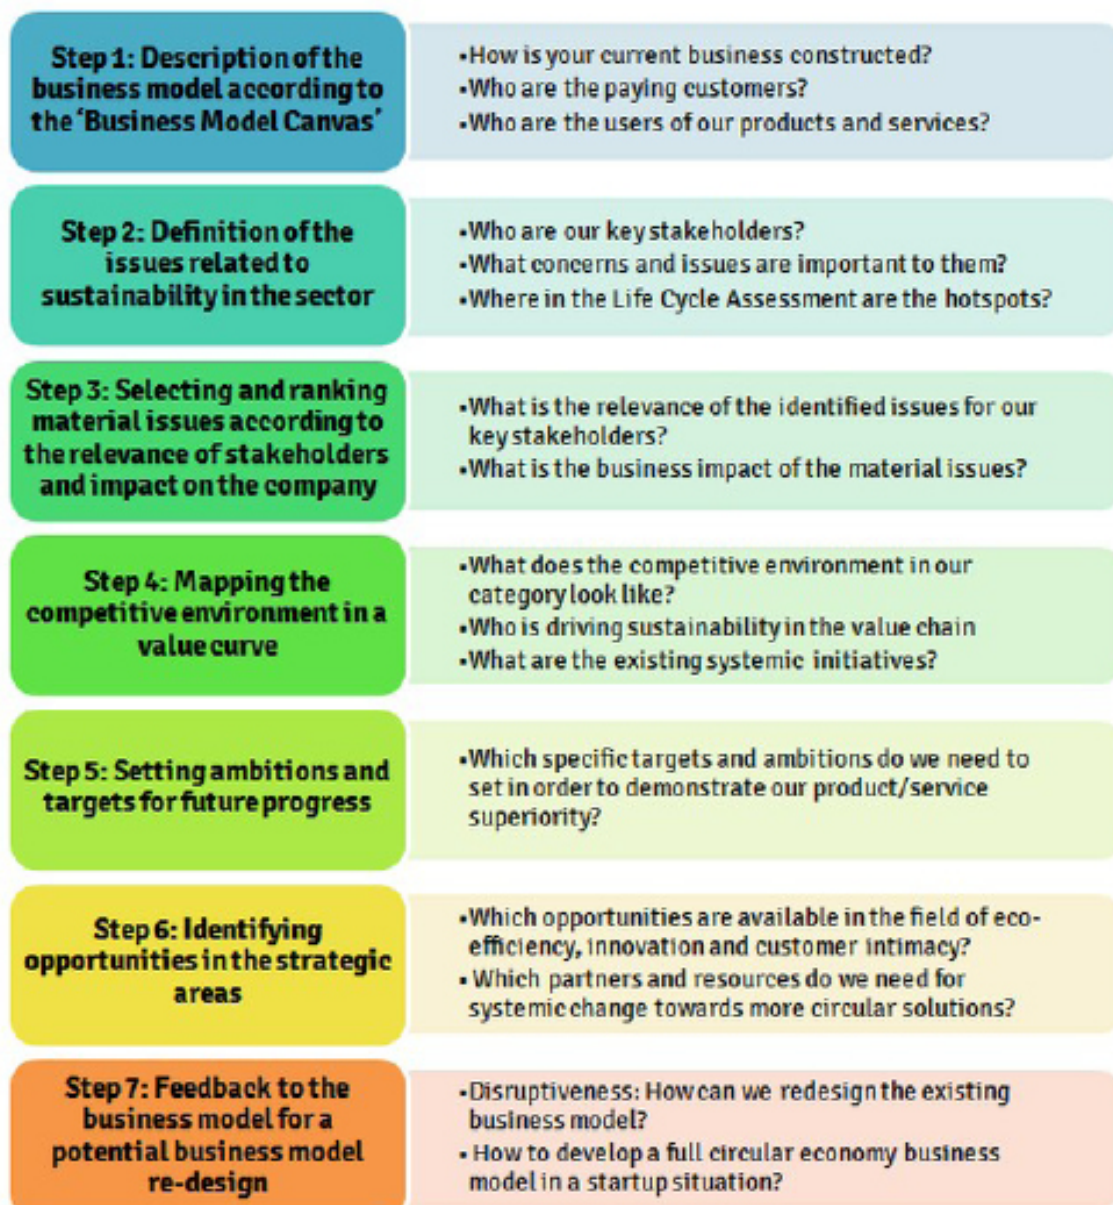 Step 1: Description of the
business model according to
the ‘Business Model Canvas’
▪How is your current business constructed?
▪Who are the paying customers?
▪Who are the users of our products and services?
Step 2: Definition of the
issues related to
sustainability in the sector
▪Who are our key stakeholders?
▪What concerns and issues are important to them?
▪Where in the Life Cycle Assessment are the hotspots?
Step 3: Selecting and ranking
material issues according to
the relevance of stakeholders
and impact on the company
▪What is the relevance of the identified issues for our
key stakeholders?
▪What is the business impact of the material issues?
Step 4: Mapping the
competitive environment in a
value curve
▪What does the competitive environment in our
category look like?
▪Who is driving sustainability in the value chain
▪What are the existing systemic initiatives?
Step 5: Setting ambitions and
targets for future progress
▪Which specific targets and ambitions do we need to
set in order to demonstrate our product/service
superiority?
Step 6: Identifying
opportunities in the strategic
areas
▪Which opportunities are available in the field of eco-
efficiency, innovation and customer intimacy?
▪ Which partners and resources do we need for
systemic change towards more circular solutions?
Step 7: Feedback to the
business model for a
potential business model
re-design
▪Disruptiveness: How can we redesign the existing
business model?
▪ How to develop a full circular economy business
model in a startup situation?